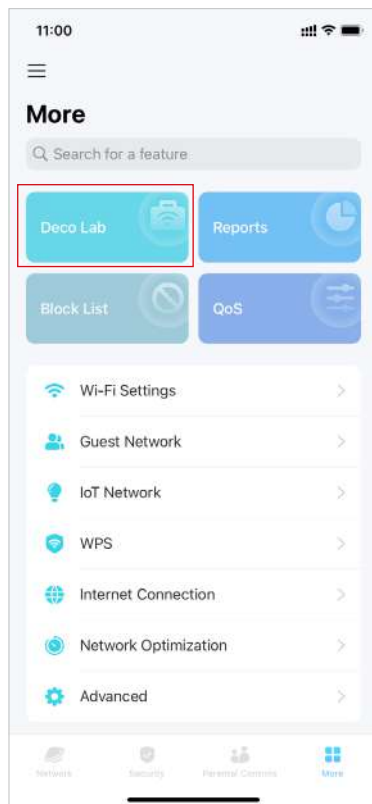 11:00
More
Search for a feature
Deco Lab
Reports
Block List
QoS
Wi-Fi Settings
Guest Network
IoT Network
WPS
Internet Connection
Network Optimization
Advanced
Network
Security
Parental Controls
More